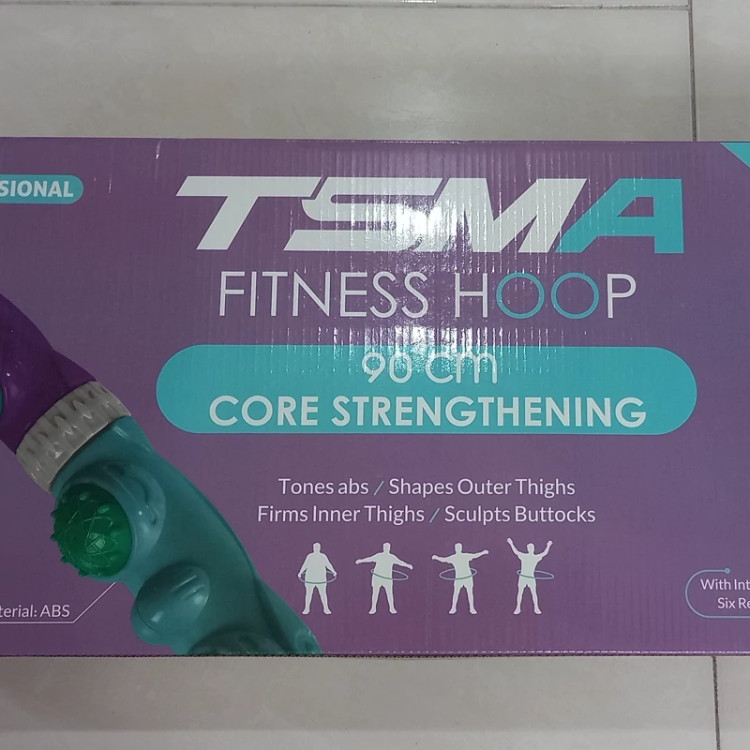 SIONAL
TSMA
FITNESS HOOP
90 cm
CORE STRENGTHENING
Tones abs / Shapes Outer Thighs
Firms Inner Thighs / Sculpts Buttocks
With Int
Six Re
terial: ABS